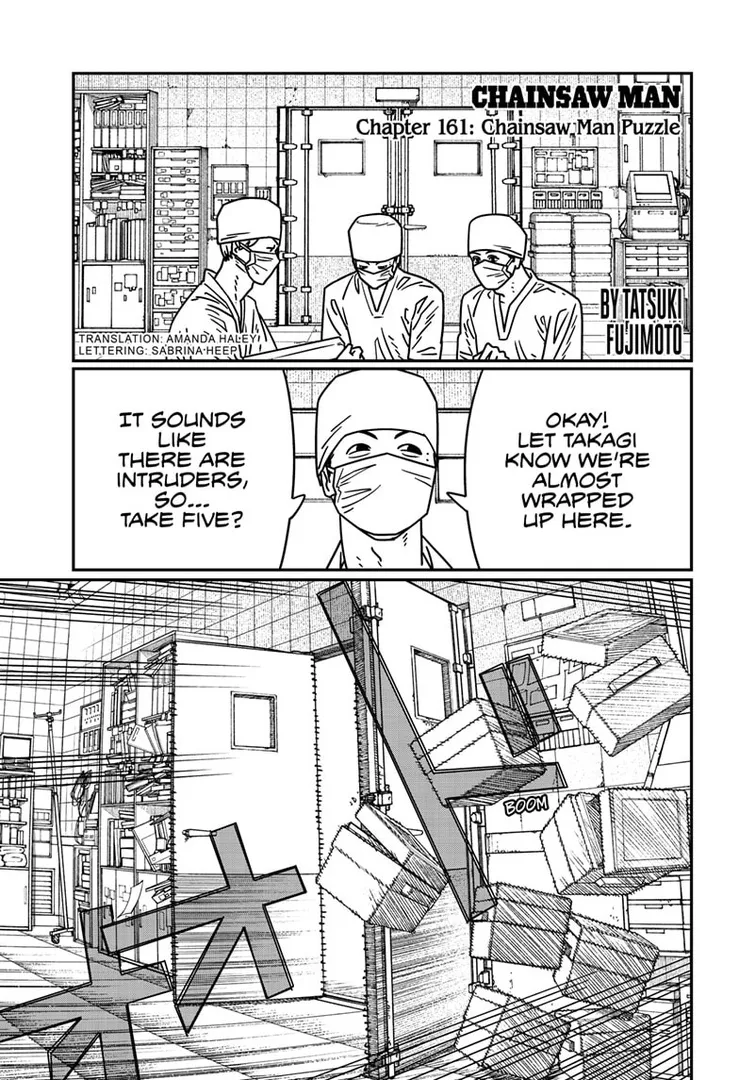 CHAINSAW MAN
Chapter 161: Chainsaw Man Puzzle
BY TATSUKI
FUJIMOTO
TRANSLATION: AMANDA HALEY
LETTERING: SABRINA HEEP
OKAY!
LET TAKAGI
KNOW WE'RE
ALMOST
WRAPPED
UP HERE.
IT SOUNDS
LIKE
THERE ARE
INTRUDERS,
SO...
TAKE FIVE?
BOOM